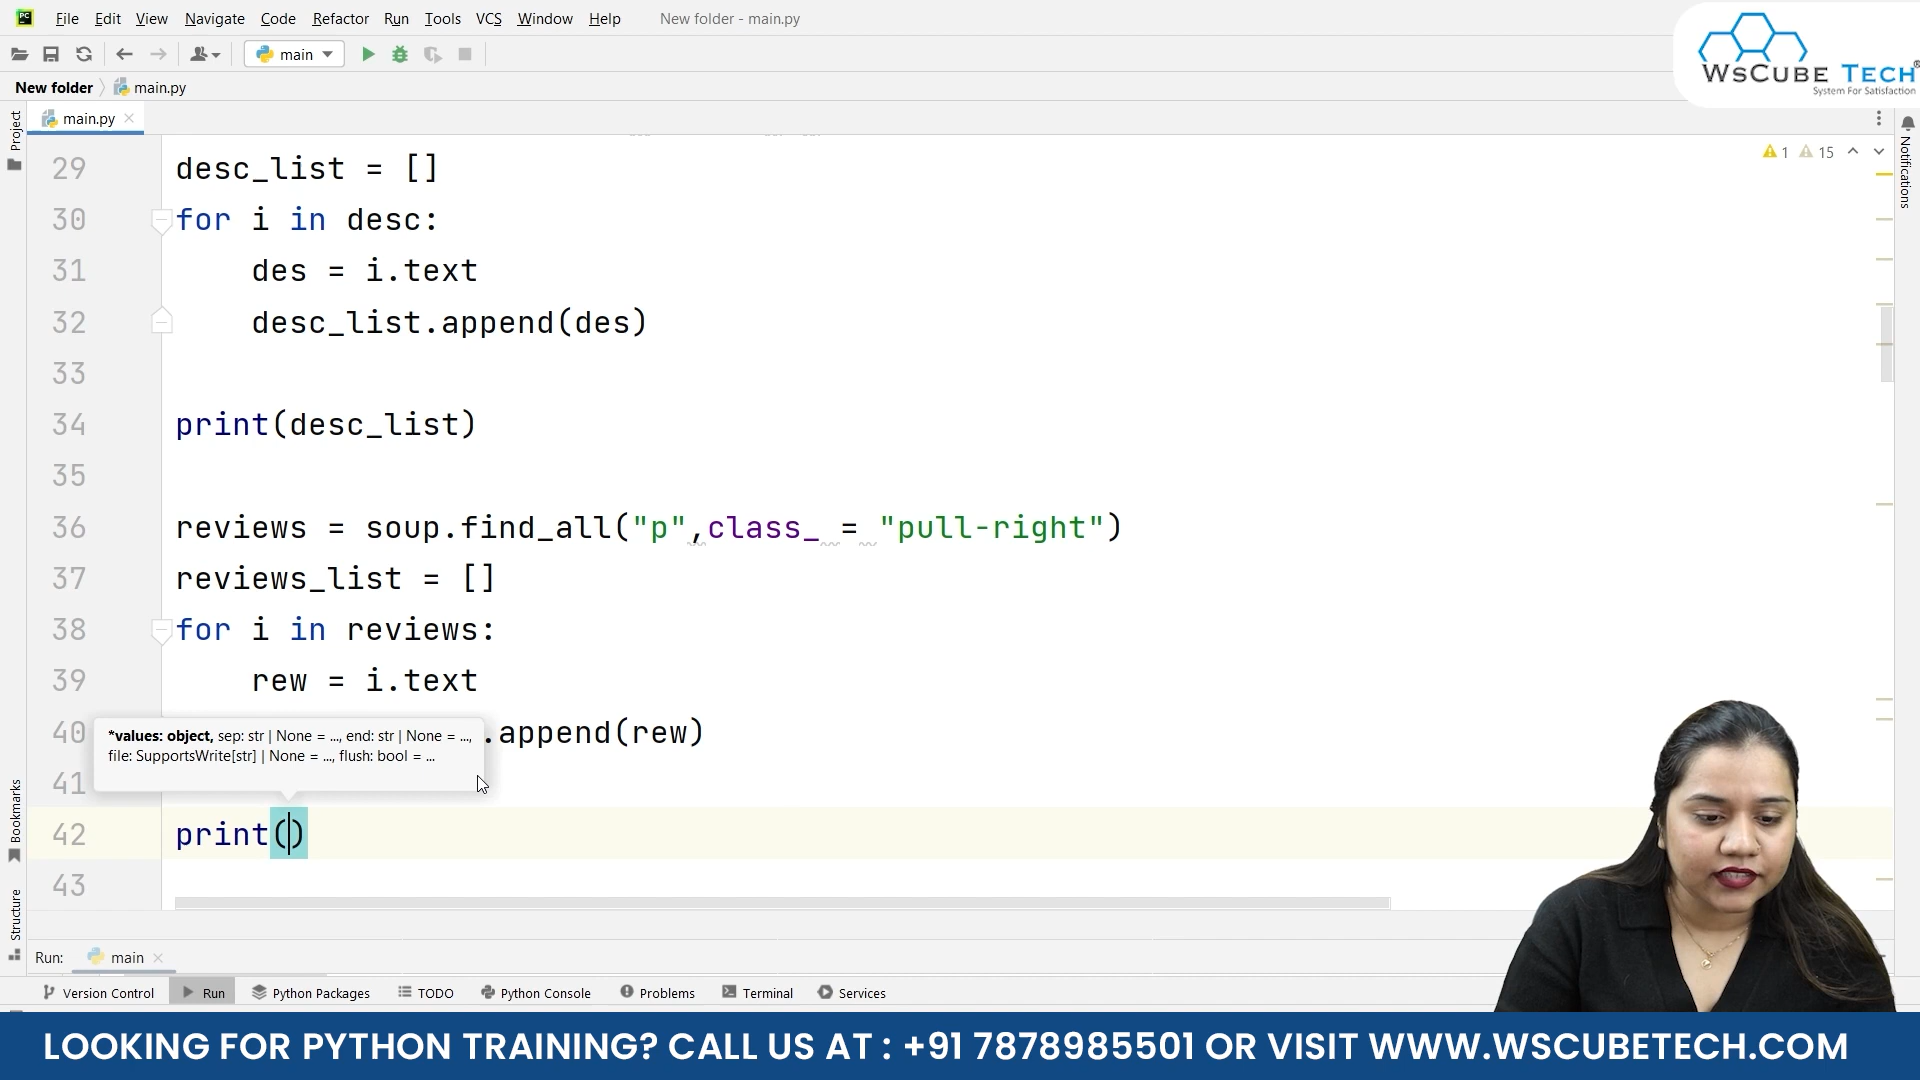 File Edit View Navigate Code Refactor Run Tools VCS Window Help New folder - main.py
main
WsCube Tech®
System For Satisfaction
New folder main.py
main.py
Project
Notifications
1 15
29 desc_list = []
30 for i in desc:
31 des = i.text
32 desc_list.append(des)
33
34 print(desc_list)
35
36 reviews = soup.find_all("p",class_ = "pull-right")
37 reviews_list = []
38 for i in reviews:
39 rew = i.text
40 .append(rew)
*values: object, sep: str | None = ..., end: str | None = ...,
file: SupportsWrite[str] | None = ..., flush: bool = ...
41
42 print()
43
Bookmarks
Structure
Run: main
Version Control Run Python Packages TODO Python Console Problems Terminal Services
LOOKING FOR PYTHON TRAINING? CALL US AT : +91 7878985501 OR VISIT WWW.WSCUBETECH.COM